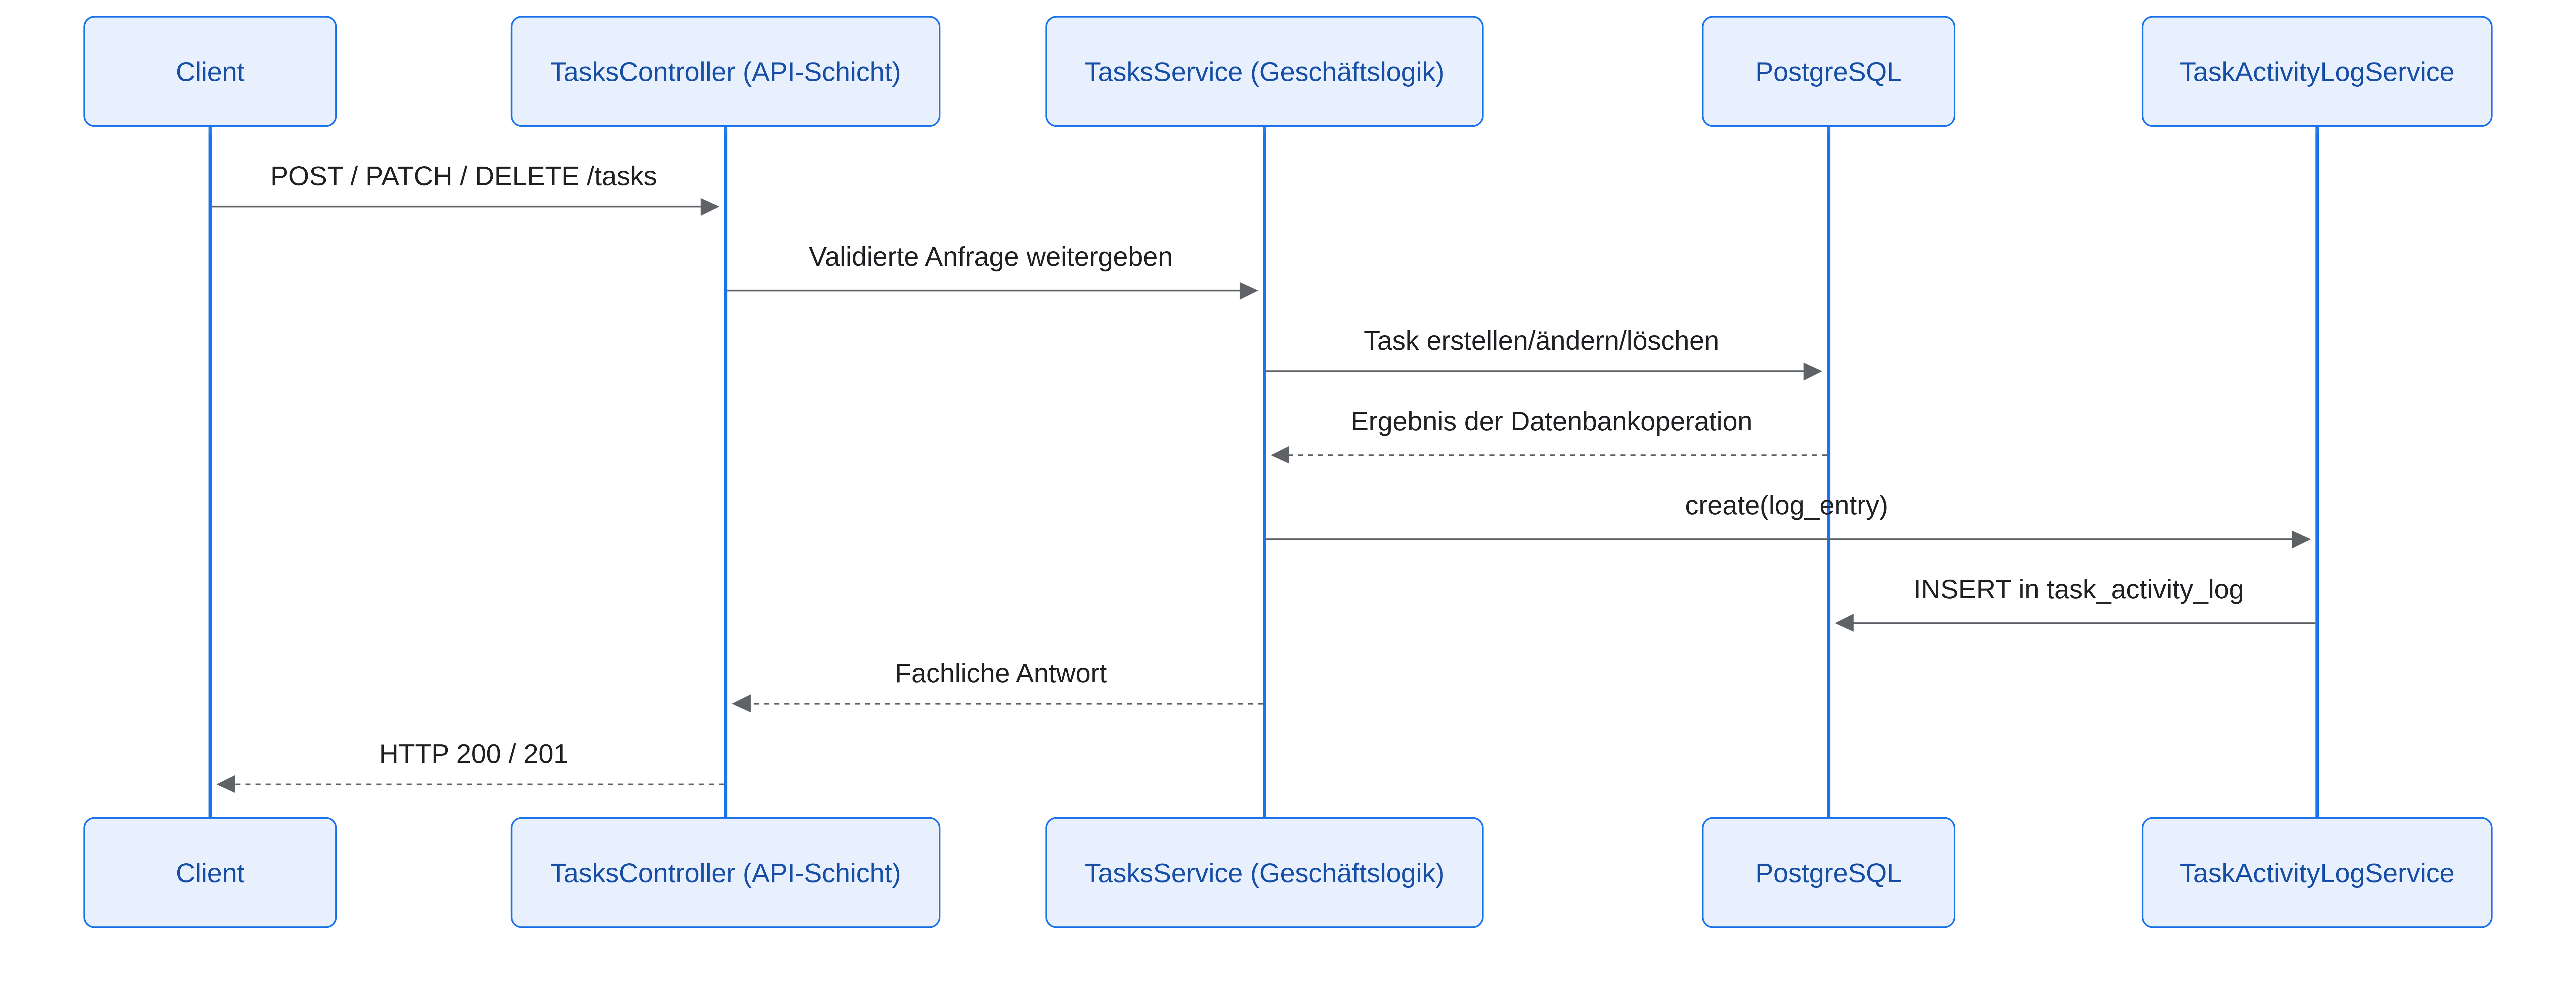 Client
TasksController (API-Schicht)
TasksService (Geschäftslogik)
PostgreSQL
TaskActivityLogService
POST / PATCH / DELETE /tasks
Validierte Anfrage weitergeben
Task erstellen/ändern/löschen
Ergebnis der Datenbankoperation
create(log_entry)
INSERT in task_activity_log
Fachliche Antwort
HTTP 200 / 201
Client
TasksController (API-Schicht)
TasksService (Geschäftslogik)
PostgreSQL
TaskActivityLogService